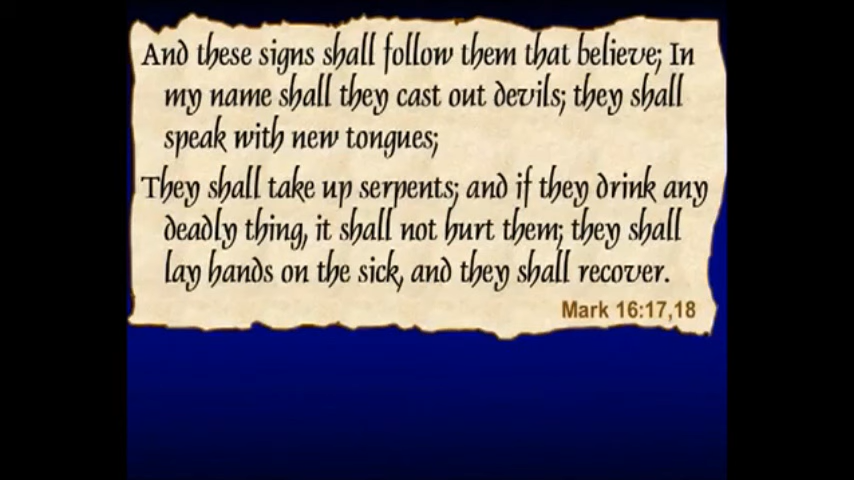 And these signs shall follow them that believe; In
my name shall they cast out devils; they shall
speak with new tongues;
They shall take up serpents; and if they drink any
deadly thing, it shall not hurt them; they shall
lay hands on the sick, and they shall recover.
Mark 16:17,18